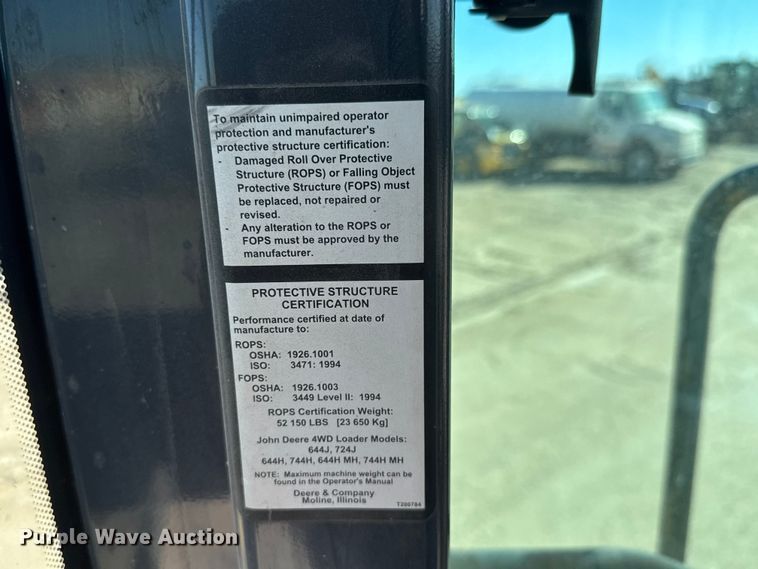 To maintain unimpaired operator
protection and manufacturer's
protective structure certification:
- Damaged Roll Over Protective
Structure (ROPS) or Falling Object
Protective Structure (FOPS) must
be replaced, not repaired or
revised.
- Any alteration to the ROPS or
FOPS must be approved by the
manufacturer.
PROTECTIVE STRUCTURE
CERTIFICATION
Performance certified at date of
manufacture to:
ROPS:
OSHA: 1926.1001
ISO: 3471: 1994
FOPS:
OSHA: 1926.1003
ISO: 3449 Level II: 1994
ROPS Certification Weight:
52 150 LBS [23 650 Kg]
John Deere 4WD Loader Models:
644J, 724J
644H, 744H, 644H MH, 744H MH
NOTE: Maximum machine weight can be
found in the Operator's Manual
Deere & Company
Moline, Illinois
T200784
Purple Wave Auction